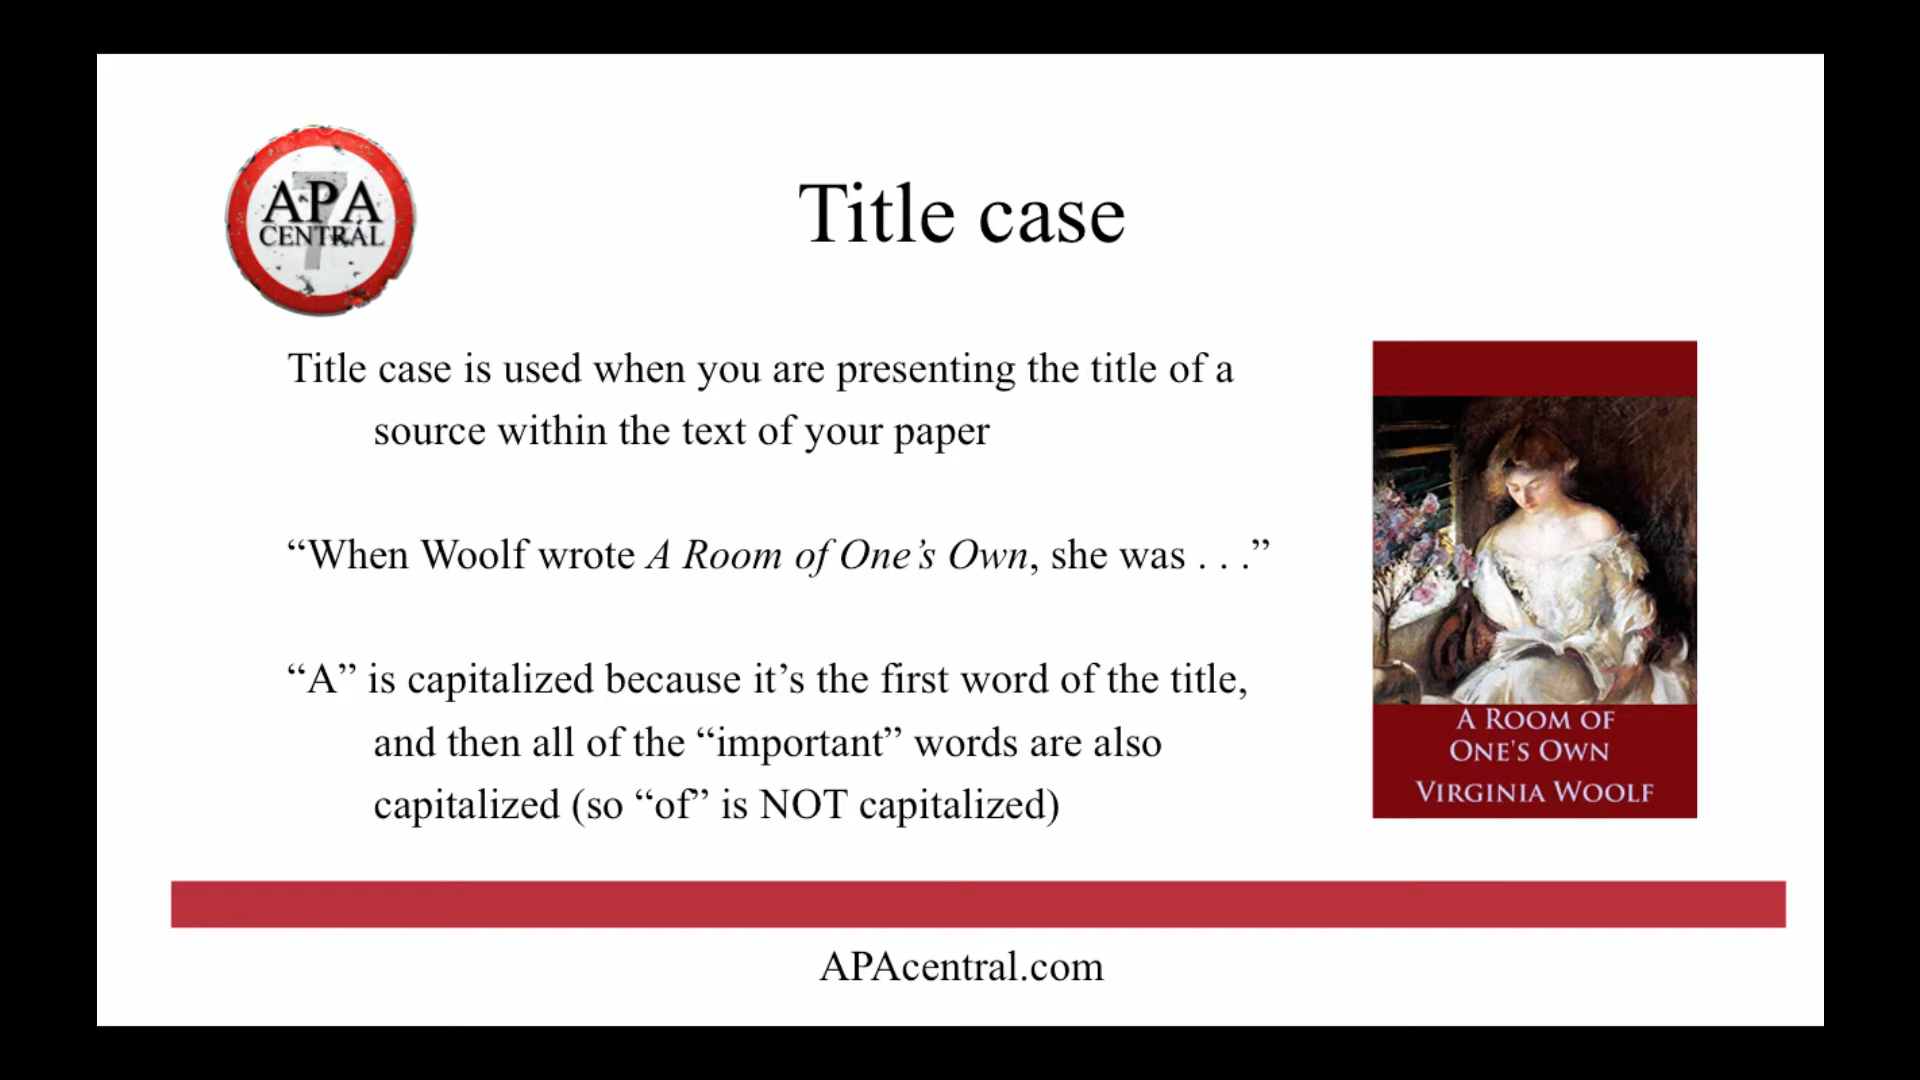 7
APA
CENTRAL
Title case
Title case is used when you are presenting the title of a
source within the text of your paper
“When Woolf wrote A Room of One’s Own, she was . . .”
“A” is capitalized because it’s the first word of the title,
and then all of the “important” words are also
capitalized (so “of” is NOT capitalized)
A ROOM OF
ONE'S OWN
VIRGINIA WOOLF
APAcentral.com